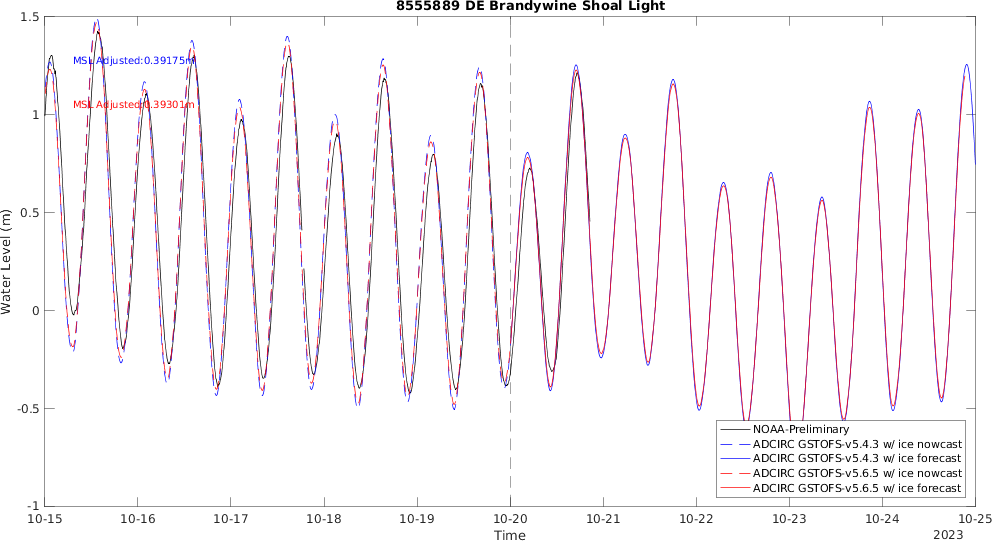 8555889 DE Brandywine Shoal Light
1.5
1
0.5
0
-0.5
-1
Water Level (m)
MSL Adjusted:0.39175m
MSL Adjusted:0.39301m
NOAA-Preliminary
ADCIRC GSTOFS-v5.4.3 w/ ice nowcast
ADCIRC GSTOFS-v5.4.3 w/ ice forecast
ADCIRC GSTOFS-v5.6.5 w/ ice nowcast
ADCIRC GSTOFS-v5.6.5 w/ ice forecast
10-15 10-16 10-17 10-18 10-19 10-20 10-21 10-22 10-23 10-24 10-25
Time
2023